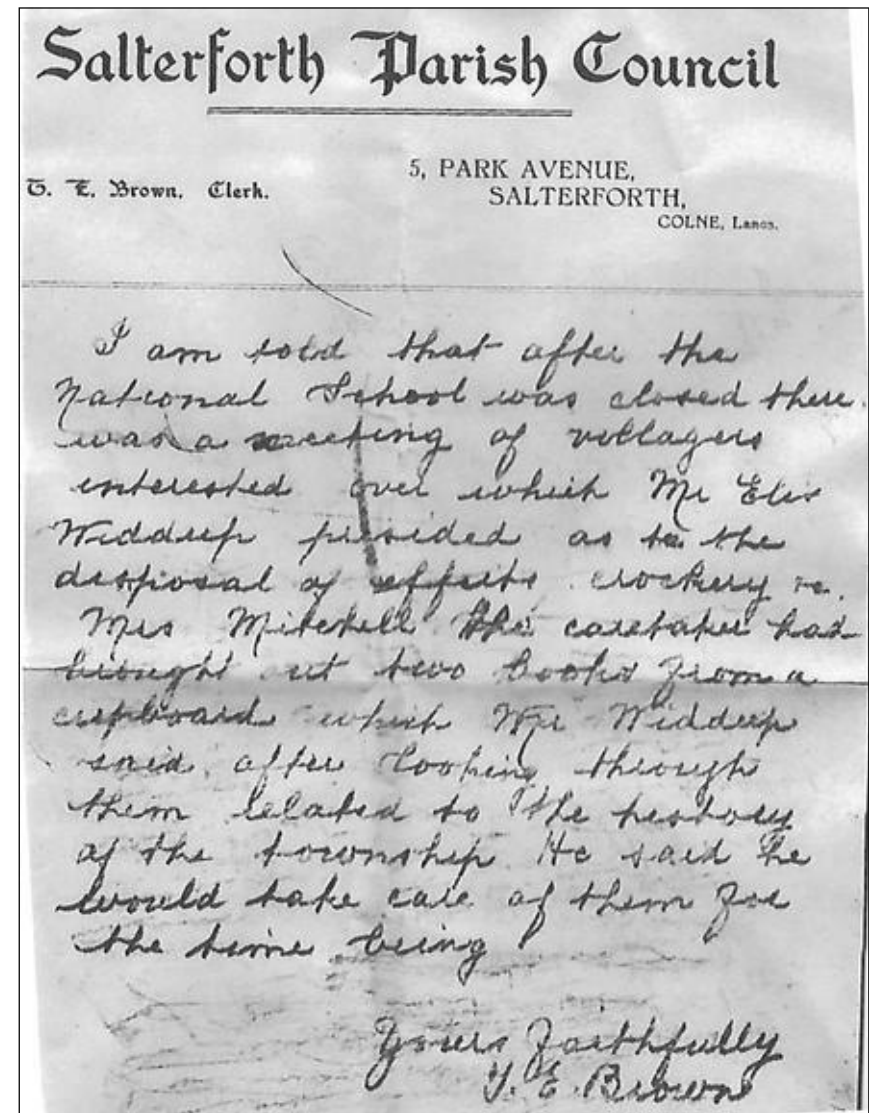 Salterforth Parish Council
T. E. Brown, Clerk.
5, PARK AVENUE,
SALTERFORTH,
COLNE, Lancs.
I am told that after the
National School was closed there
was a meeting of villagers
interested over which Mr
Widdup presided as to the
disposal of effects crockery
Mrs Mitchell the caretaker had
brought out two books from a
cupboard which Mr Widdup
said after looking through
them related to the history
of the township He said he
would take care of them for
the time being
Yours Faithfully
T. E. Brown